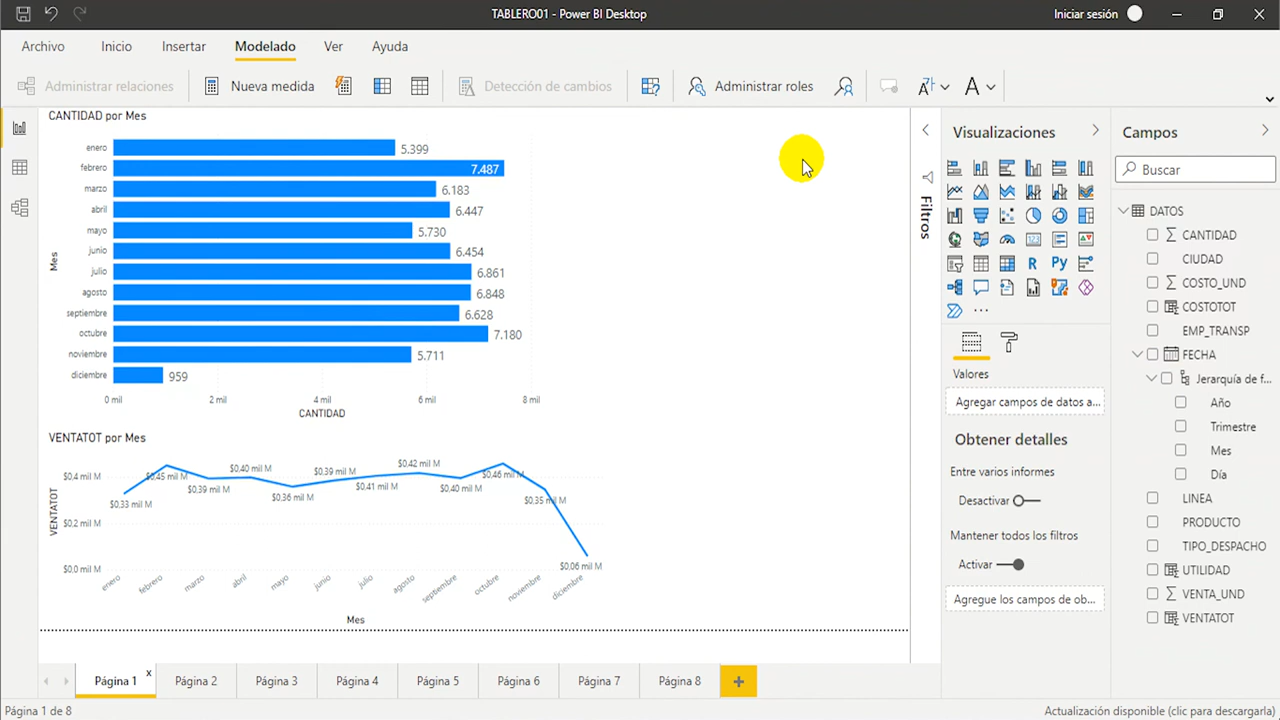 TABLERO01 - Power BI Desktop
Iniciar sesión
Archivo
Inicio
Insertar
Modelado
Ver
Ayuda
Administrar relaciones
Nueva medida
Detección de cambios
Administrar roles
CANTIDAD por Mes
Mes
enero 5.399
febrero 7.487
marzo 6.183
abril 6.447
mayo 5.730
junio 6.454
julio 6.861
agosto 6.848
septiembre 6.628
octubre 7.180
noviembre 5.711
diciembre 959
0 mil 2 mil 4 mil 6 mil 8 mil
CANTIDAD
VENTATOT por Mes
VENTATOT
$0,4 mil M
$0,2 mil M
$0,0 mil M
$0,33 mil M
$0,45 mil M
$0,39 mil M
$0,40 mil M
$0,36 mil M
$0,39 mil M
$0,41 mil M
$0,42 mil M
$0,40 mil M
$0,46 mil M
$0,35 mil M
$0,06 mil M
enero febrero marzo abril mayo junio julio agosto septiembre octubre noviembre diciembre
Mes
Filtros
Visualizaciones
R
Py
123
Valores
Agregar campos de datos a...
Obtener detalles
Entre varios informes
Desactivar
Mantener todos los filtros
Activar
Agregue los campos de ob...
Campos
Buscar
DATOS
CANTIDAD
CIUDAD
COSTO_UND
COSTOTOT
EMP_TRANSP
FECHA
Jerarquía de f...
Año
Trimestre
Mes
Día
LINEA
PRODUCTO
TIPO_DESPACHO
UTILIDAD
VENTA_UND
VENTATOT
Página 1
Página 2
Página 3
Página 4
Página 5
Página 6
Página 7
Página 8
Página 1 de 8
Actualización disponible (clic para descargarla)